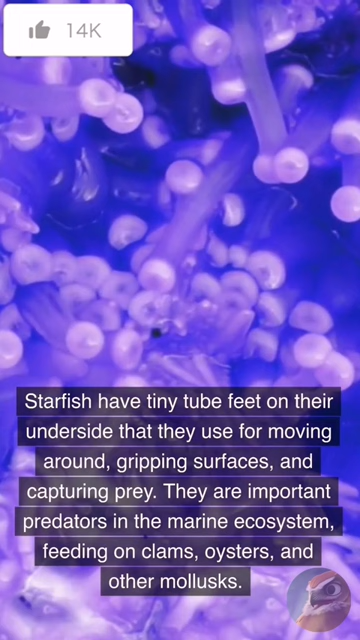 14K
Starfish have tiny tube feet on their
underside that they use for moving
around, gripping surfaces, and
capturing prey. They are important
predators in the marine ecosystem,
feeding on clams, oysters, and
other mollusks.